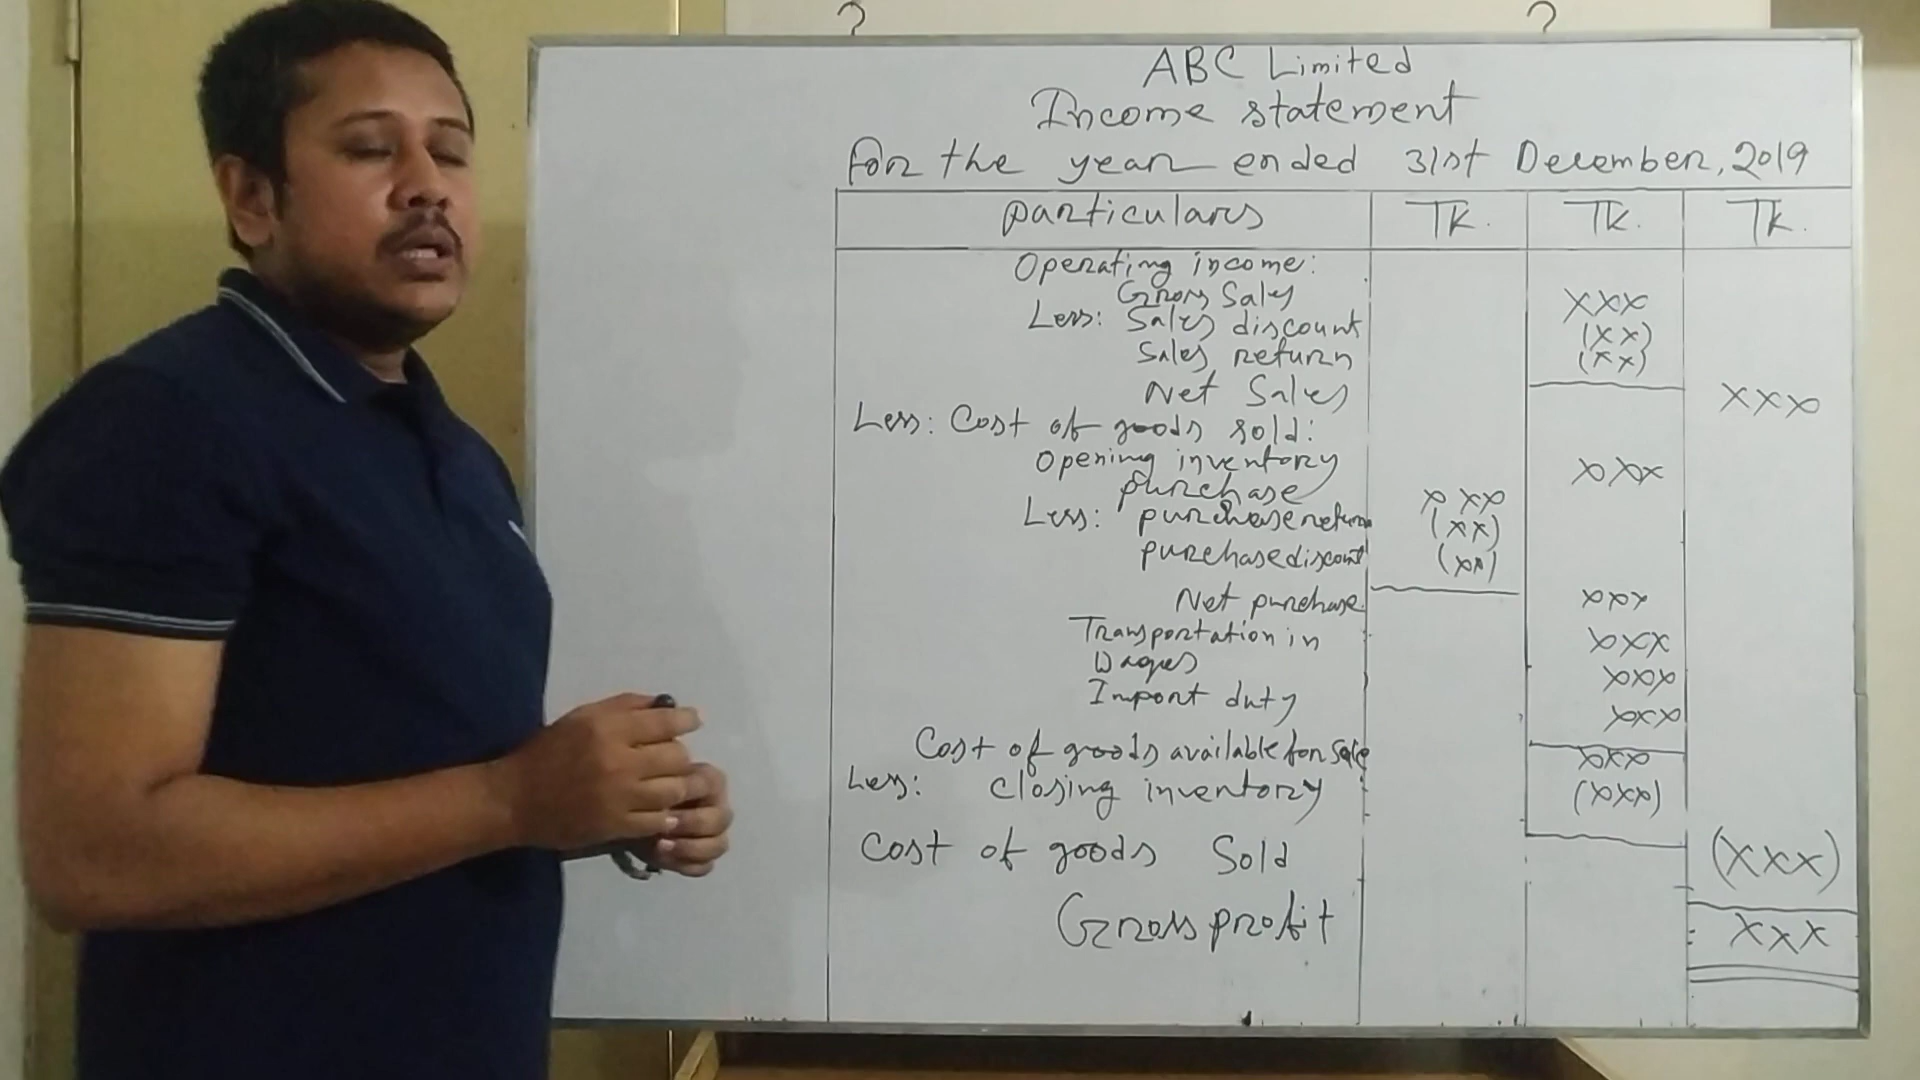 ABC Limited
Income statement
For the year ended 31st December, 2019
particulars TK. TK. TK.
Operating income:
Gross Sales XXX
Less: Sales discount (XX)
Sales return (XX)
Net Sales XXX
Less: Cost of goods sold:
Opening inventory XXX
purchase XXX
Less: purchase return (XX)
purchase discount (XX)
Net purchase XXX
Transportation in XXX
Wages XXX
Import duty XXX
Cost of goods available for sale XXX
Less: closing inventory (XXX)
Cost of goods Sold (XXX)
Gross profit XXX